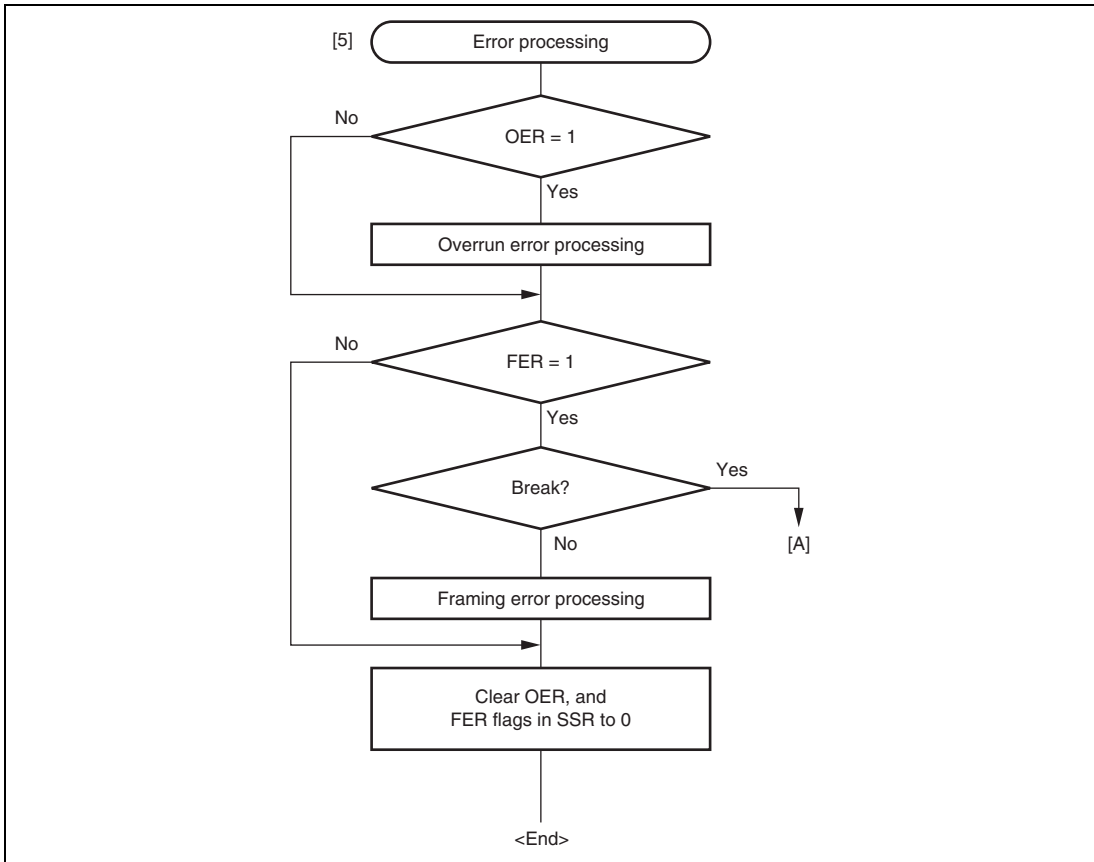 [5]
Error processing
No
OER = 1
Yes
Overrun error processing
No
FER = 1
Yes
Yes
Break?
No
[A]
Framing error processing
Clear OER, and
FER flags in SSR to 0
<End>